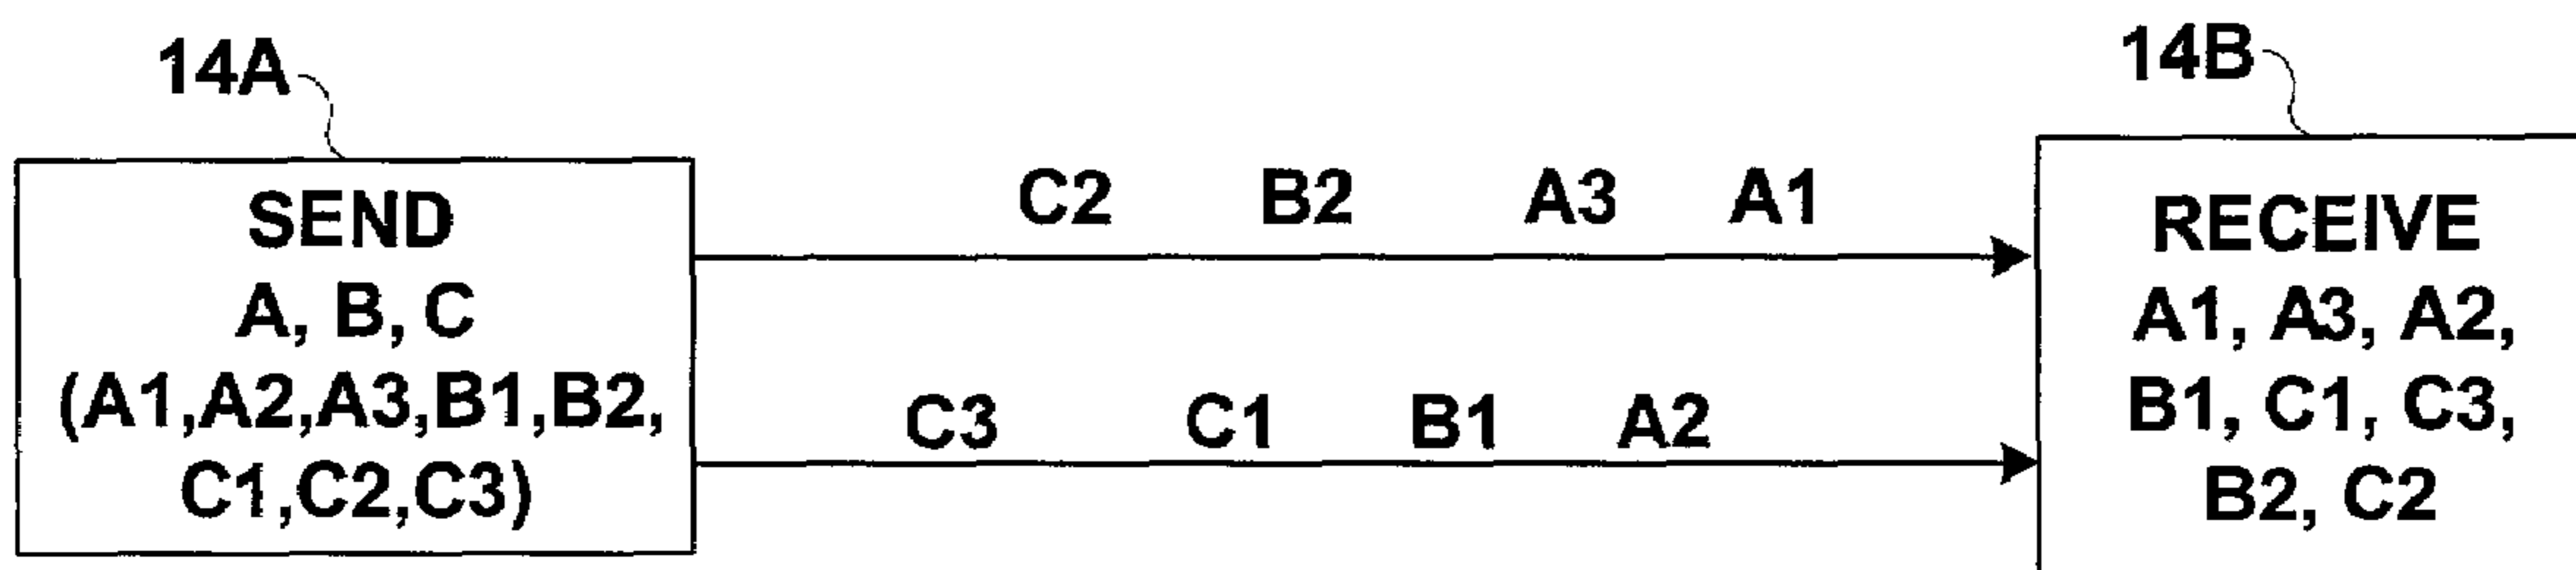 14A
14B
SEND
A, B, C
(A1,A2,A3,B1,B2,
C1,C2,C3)
C2 B2 A3 A1
C3 C1 B1 A2
RECEIVE
A1, A3, A2,
B1, C1, C3,
B2, C2